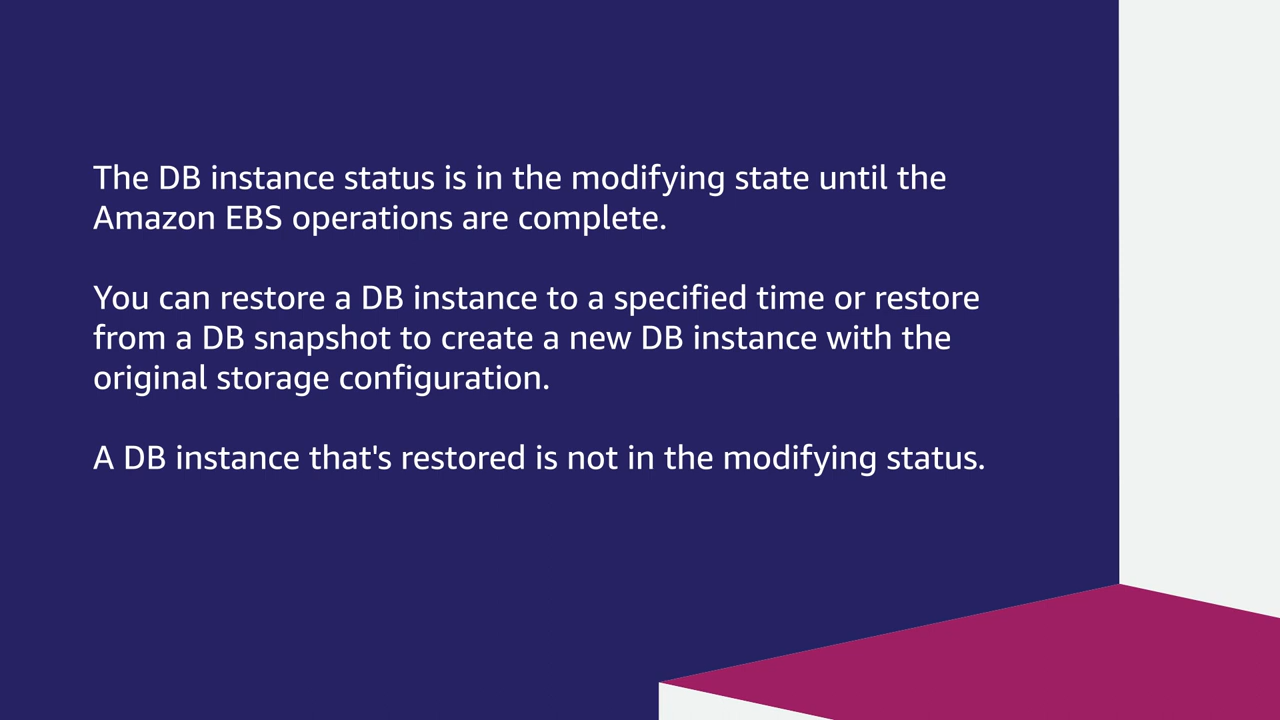 The DB instance status is in the modifying state until the
Amazon EBS operations are complete.
You can restore a DB instance to a specified time or restore
from a DB snapshot to create a new DB instance with the
original storage configuration.
A DB instance that's restored is not in the modifying status.